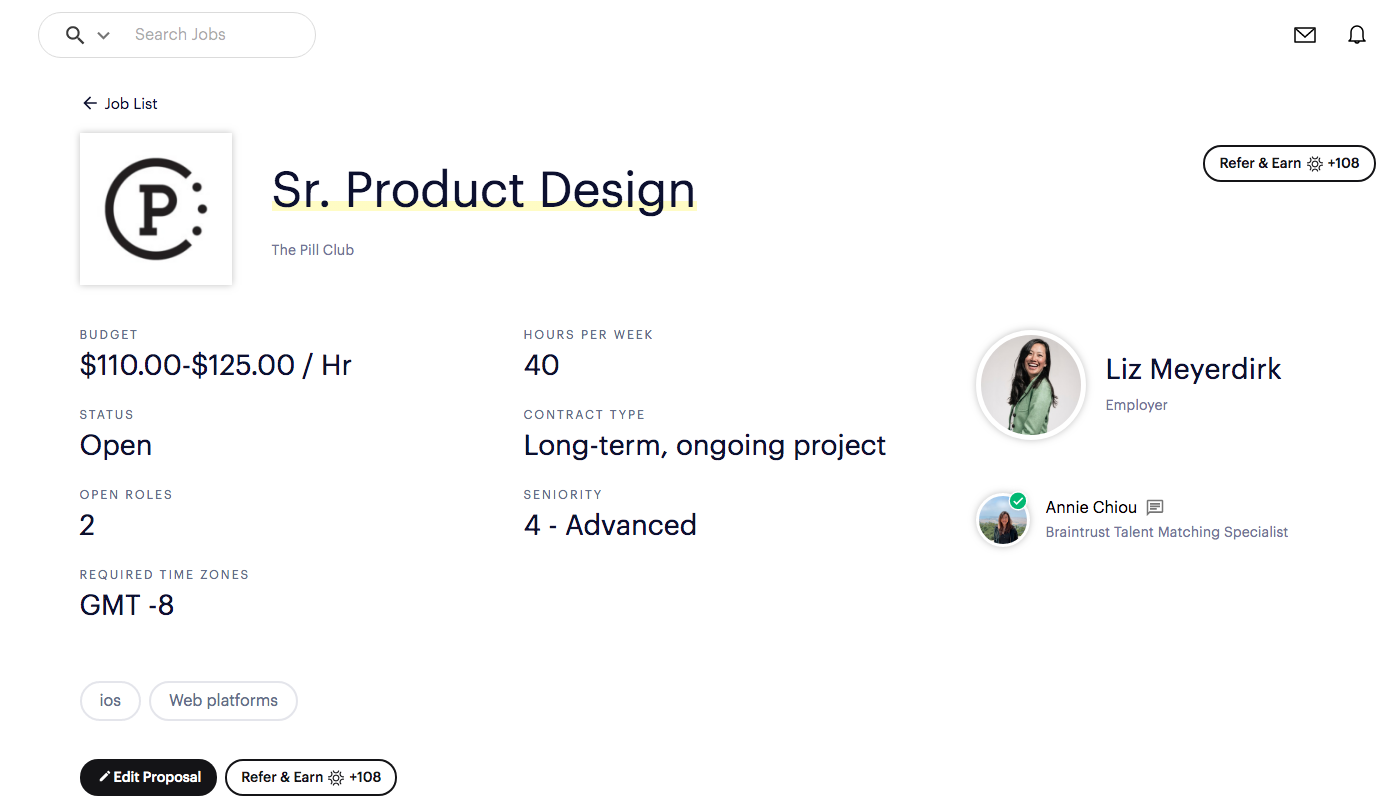 Search Jobs
Job List
P
Sr. Product Design
The Pill Club
Refer & Earn +108
BUDGET
$110.00-$125.00 / Hr
HOURS PER WEEK
40
STATUS
Open
CONTRACT TYPE
Long-term, ongoing project
OPEN ROLES
2
SENIORITY
4 - Advanced
REQUIRED TIME ZONES
GMT -8
Liz Meyerdirk
Employer
Annie Chiou
Braintrust Talent Matching Specialist
ios
Web platforms
Edit Proposal
Refer & Earn +108